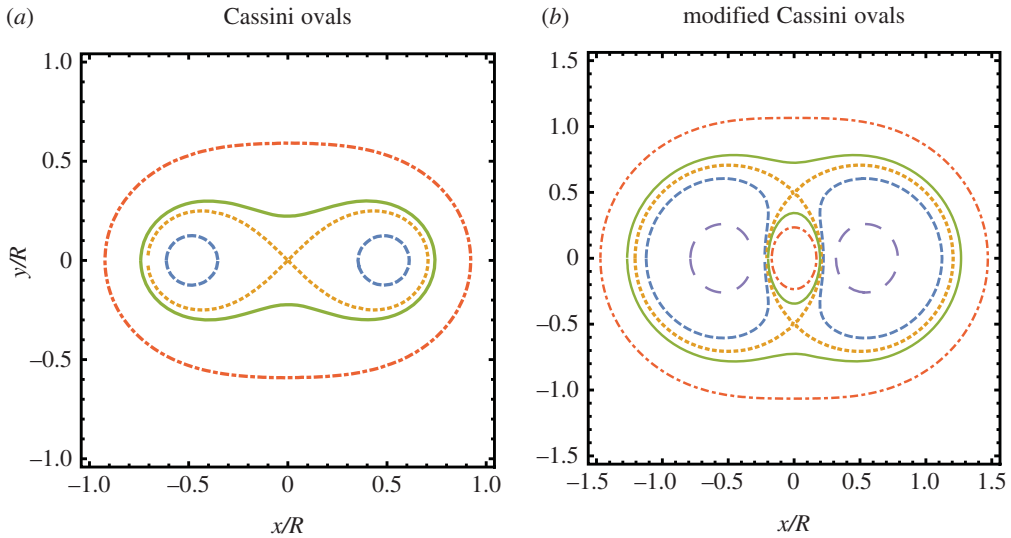 (a) Cassini ovals
1.0
0.5
y/R 0
–0.5
–1.0
–1.0 –0.5 0 0.5 1.0
x/R
(b) modified Cassini ovals
1.5
1.0
0.5
0
–0.5
–1.0
–1.5
–1.5 –1.0 –0.5 0 0.5 1.0 1.5
x/R